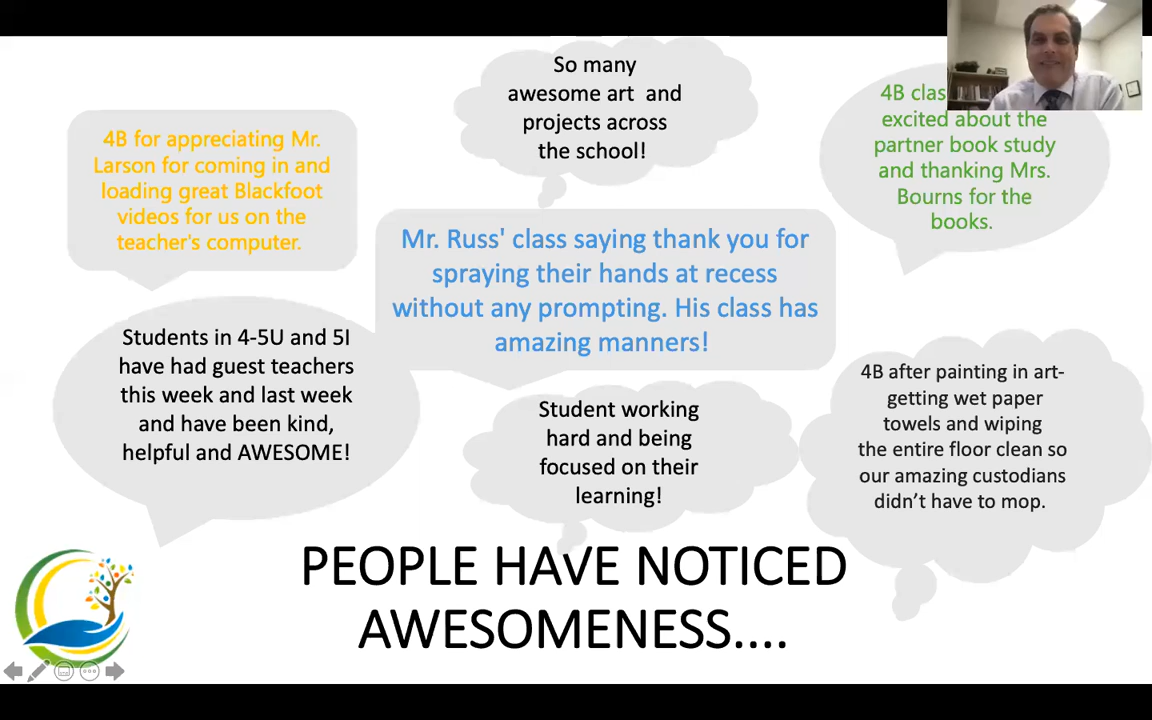 So many
awesome art and
projects across
the school!
4B for appreciating Mr.
Larson for coming in and
loading great Blackfoot
videos for us on the
teacher's computer.
4B
excited about the
partner book study
and thanking Mrs.
Bourns for the
books.
Mr. Russ' class saying thank you for
spraying their hands at recess
without any prompting. His class has
amazing manners!
Students in 4-5U and 5I
have had guest teachers
this week and last week
and have been kind,
helpful and AWESOME!
Student working
hard and being
focused on their
learning!
4B after painting in art-
getting wet paper
towels and wiping
the entire floor clean so
our amazing custodians
didn’t have to mop.
PEOPLE HAVE NOTICED
AWESOMENESS....